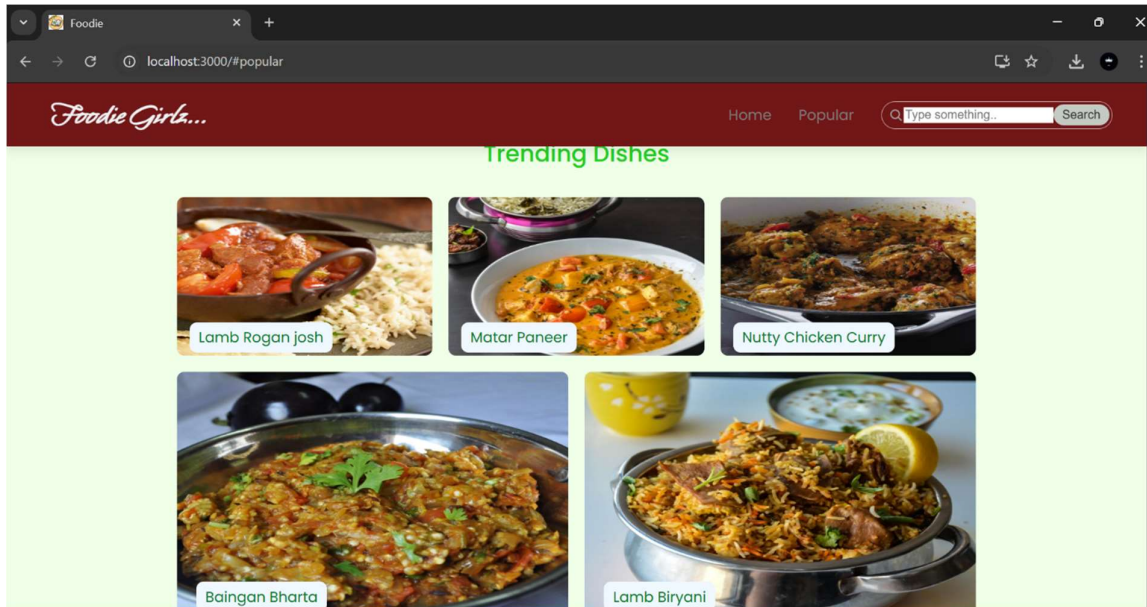 Foodie
localhost:3000/#popular
Foodie Girlz...
Home Popular Type something.. Search
Trending Dishes
Lamb Rogan josh Matar Paneer Nutty Chicken Curry
Baingan Bharta Lamb Biryani